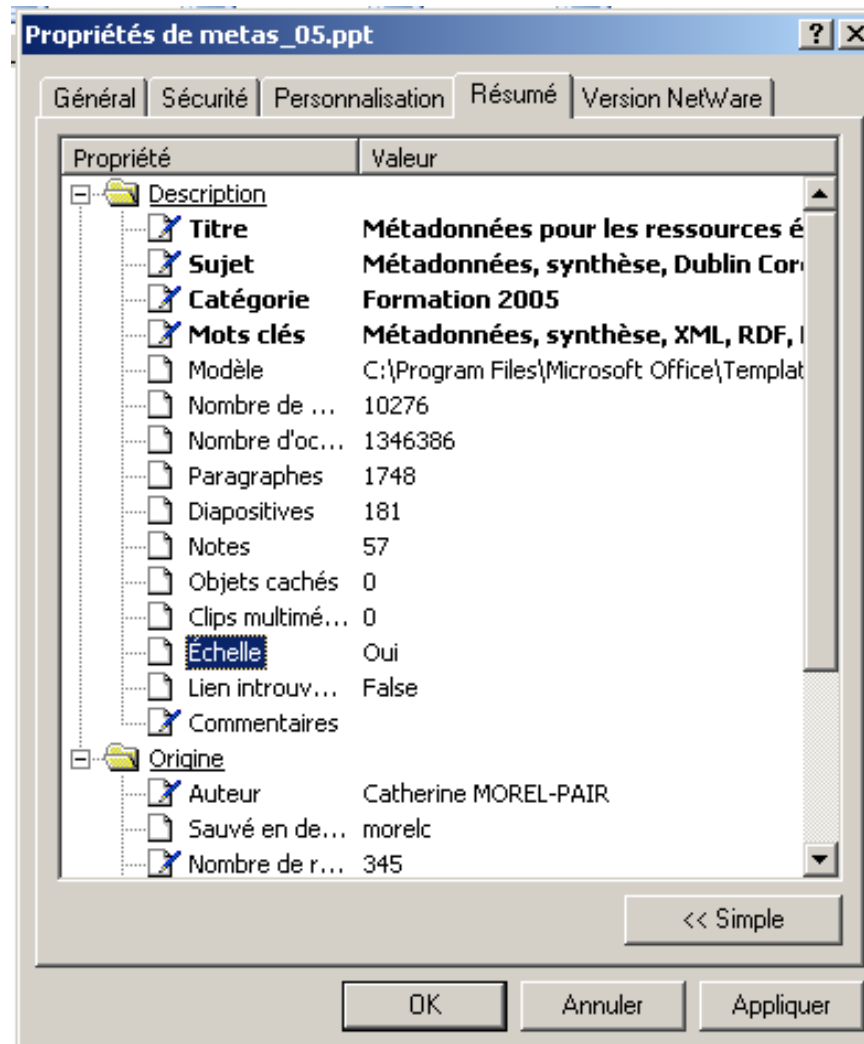 Propriétés de metas_05.ppt
Général Sécurité Personnalisation Résumé Version NetWare
Propriété Valeur
Description
Titre Métadonnées pour les ressources é
Sujet Métadonnées, synthèse, Dublin Cor
Catégorie Formation 2005
Mots clés Métadonnées, synthèse, XML, RDF,
Modèle C:\Program Files\Microsoft Office\Templat
Nombre de ... 10276
Nombre d'oc... 1346386
Paragraphes 1748
Diapositives 181
Notes 57
Objets cachés 0
Clips multimé... 0
Échelle Oui
Lien introuv... False
Commentaires
Origine
Auteur Catherine MOREL-PAIR
Sauvé en de... morelc
Nombre de r... 345
<< Simple
OK Annuler Appliquer